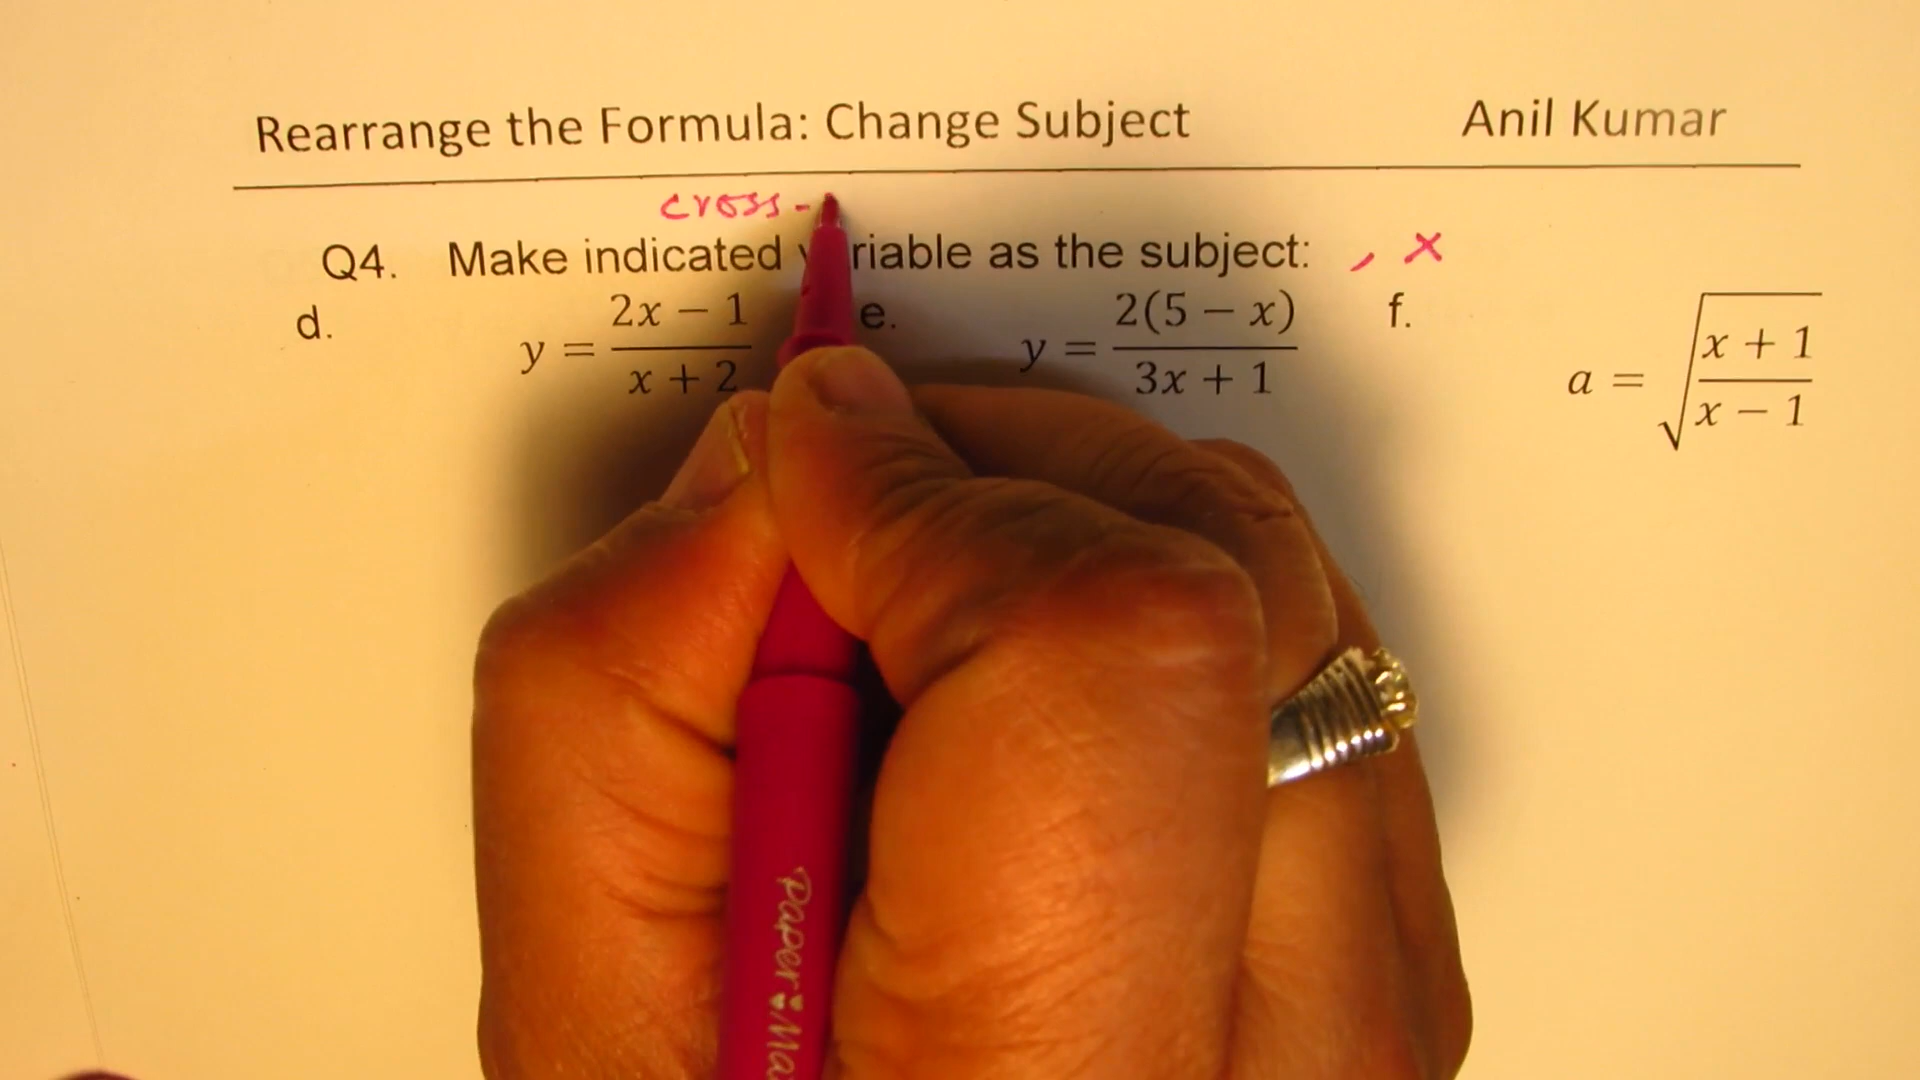 Rearrange the Formula: Change Subject Anil Kumar
cross -
Q4. Make indicated riable as the subject: , x
d. y = (2x − 1)/(x + 2) e. y = 2(5 − x)/(3x + 1) f. a = √((x + 1)/(x − 1))
Paper Ma